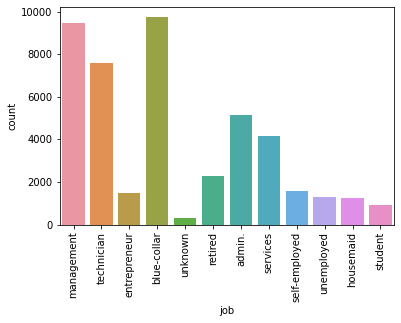 10000
8000
6000
4000
2000
0
count
management
technician
entrepreneur
blue-collar
unknown
retired
admin.
services
self-employed
unemployed
housemaid
student
job